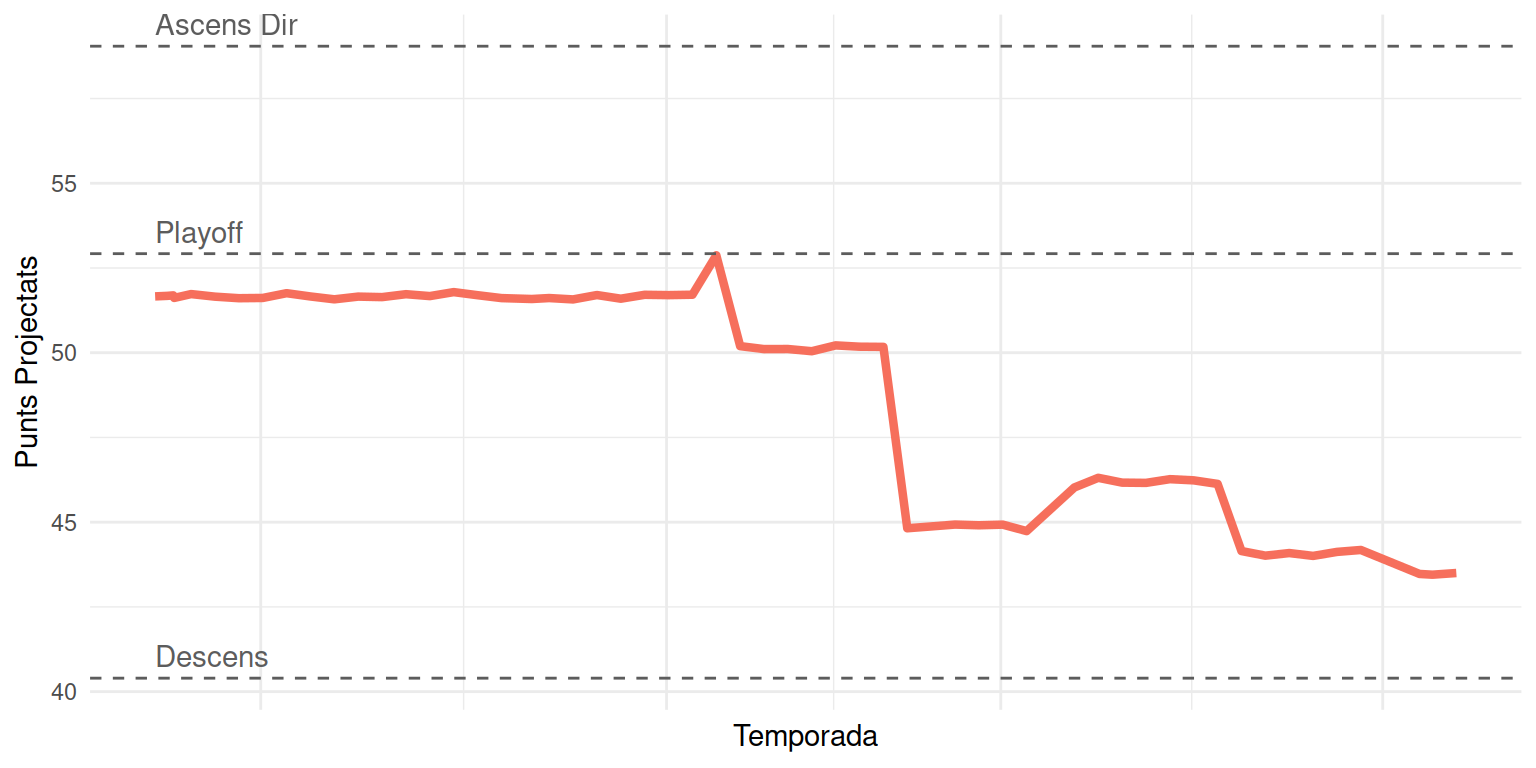 Ascens Dir
55
Playoff
50
45
Descens
40
Punts Projectats
Temporada